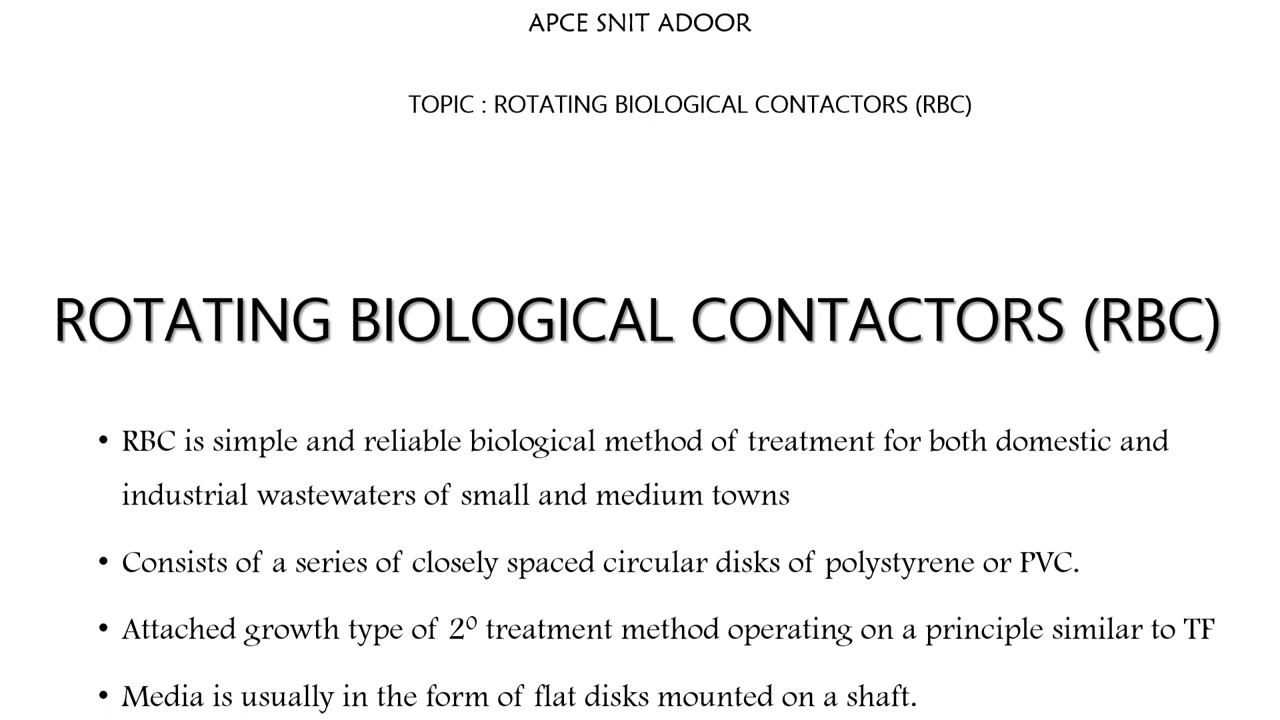 APCE SNIT ADOOR
TOPIC : ROTATING BIOLOGICAL CONTACTORS (RBC)
ROTATING BIOLOGICAL CONTACTORS (RBC)
• RBC is simple and reliable biological method of treatment for both domestic and
industrial wastewaters of small and medium towns
• Consists of a series of closely spaced circular disks of polystyrene or PVC.
• Attached growth type of 2⁰ treatment method operating on a principle similar to TF
• Media is usually in the form of flat disks mounted on a shaft.